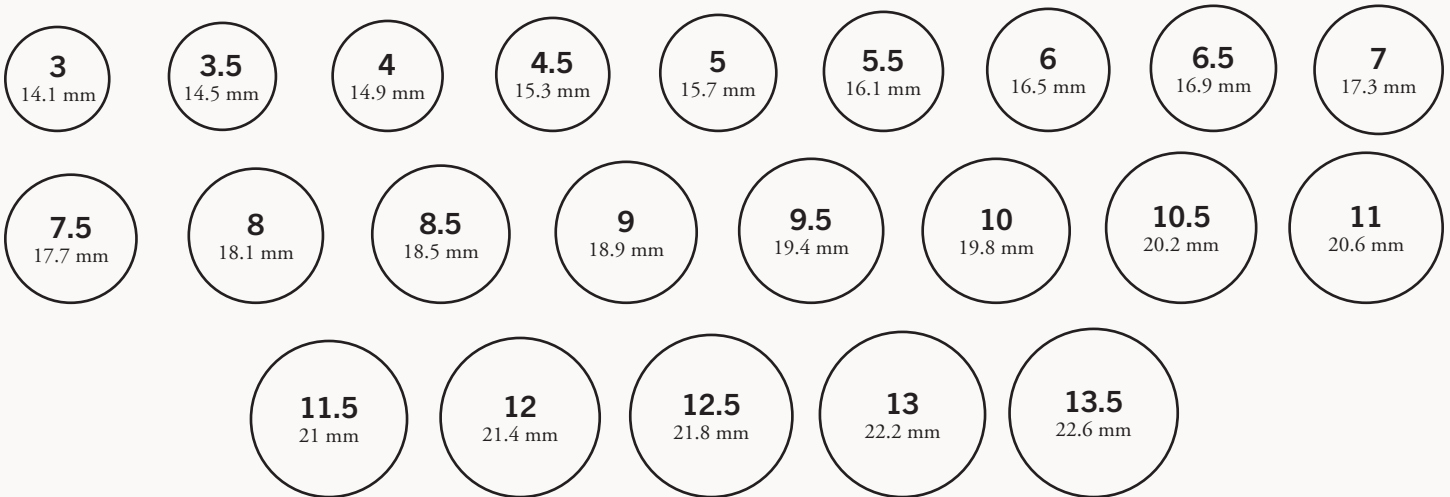 3
14.1 mm
3.5
14.5 mm
4
14.9 mm
4.5
15.3 mm
5
15.7 mm
5.5
16.1 mm
6
16.5 mm
6.5
16.9 mm
7
17.3 mm
7.5
17.7 mm
8
18.1 mm
8.5
18.5 mm
9
18.9 mm
9.5
19.4 mm
10
19.8 mm
10.5
20.2 mm
11
20.6 mm
11.5
21 mm
12
21.4 mm
12.5
21.8 mm
13
22.2 mm
13.5
22.6 mm